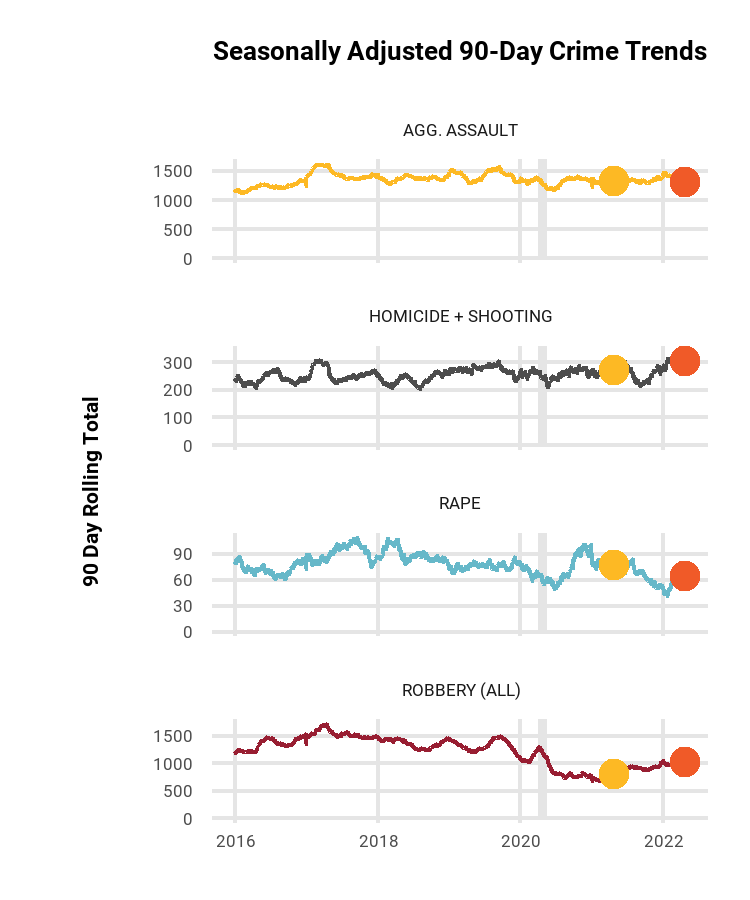 Seasonally Adjusted 90-Day Crime Trends
AGG. ASSAULT
1500
1000
500
0
HOMICIDE + SHOOTING
300
200
100
0
90 Day Rolling Total
RAPE
90
60
30
0
ROBBERY (ALL)
1500
1000
500
0
2016 2018 2020 2022